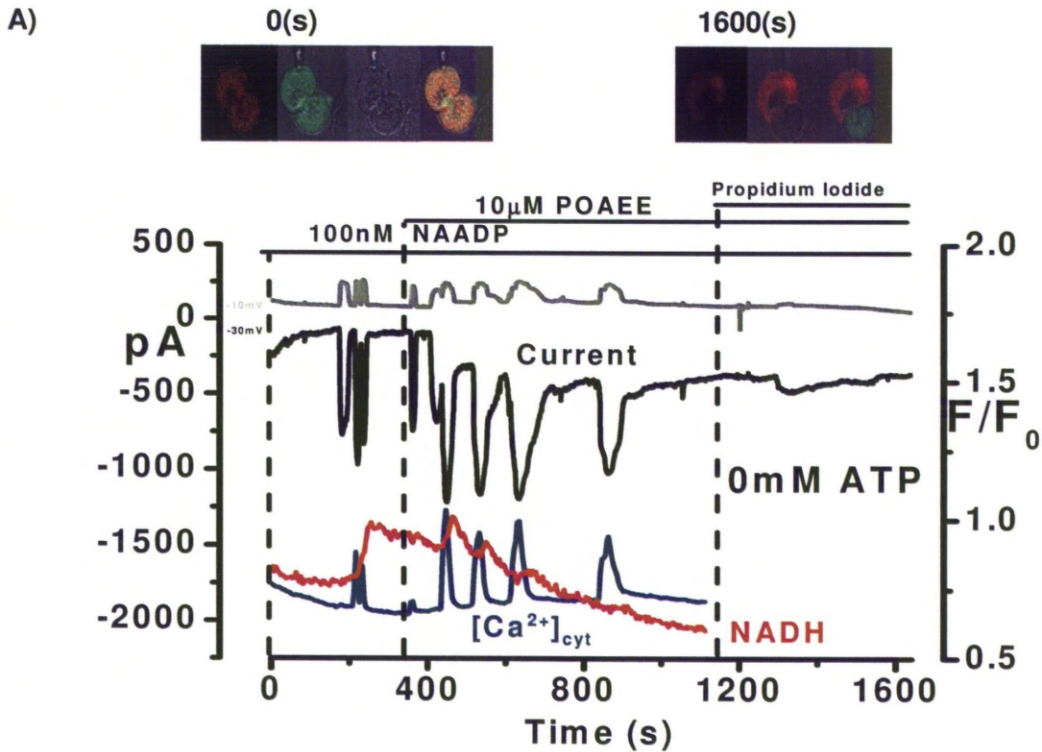 A)
0(s) 1600(s)
Propidium Iodide
10μM POAEE
100nM NAADP
500
0
-500
-1000
-1500
-2000
pA
-10mV
-30mV
Current
0mM ATP
[Ca²⁺]cyt
NADH
2.0
1.5
1.0
0.5
F/F₀
0 400 800 1200 1600
Time (s)